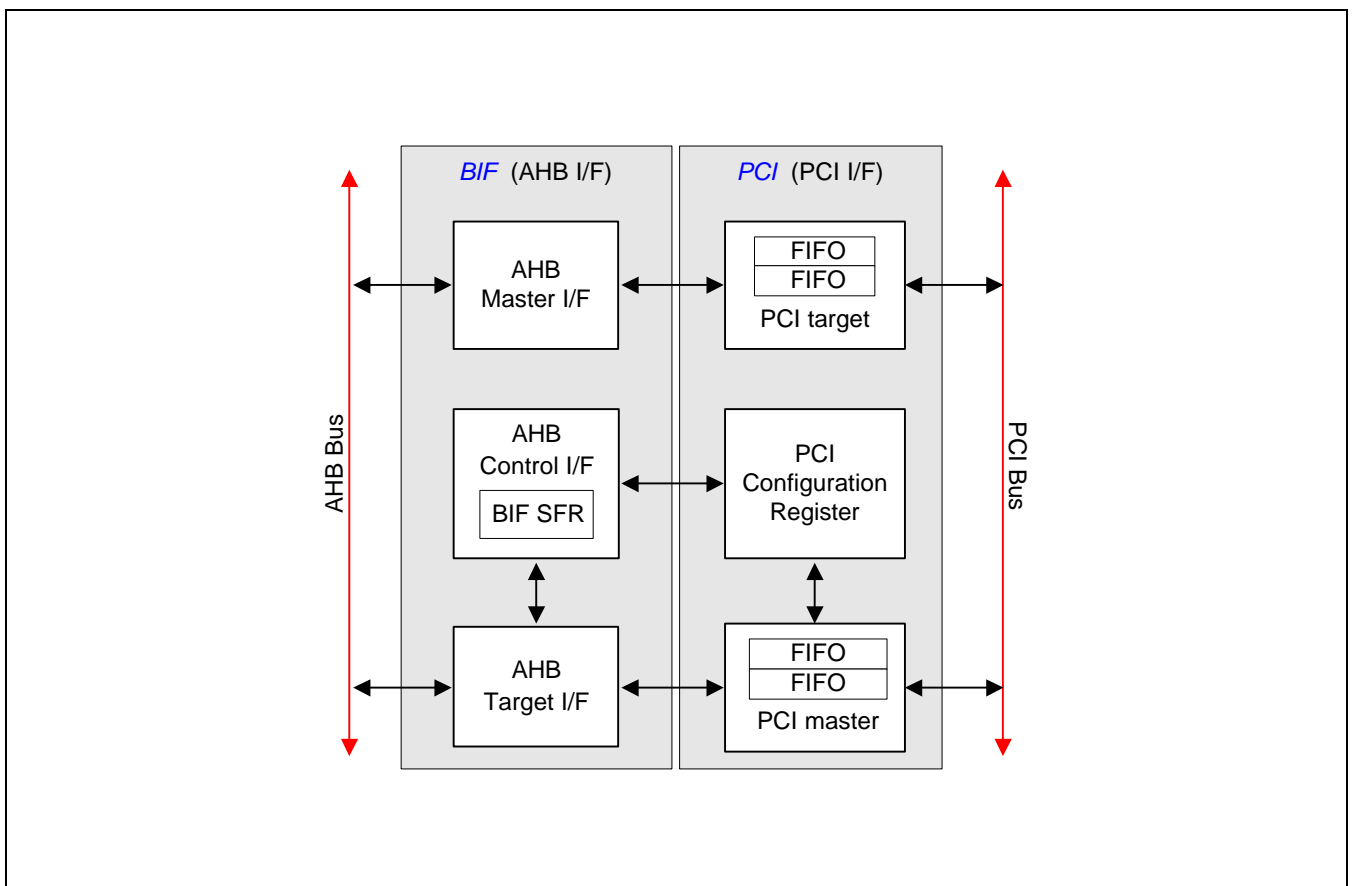 BIF (AHB I/F)
PCI (PCI I/F)
AHB
Master I/F
FIFO
FIFO
PCI target
AHB Bus
AHB
Control I/F
BIF SFR
PCI
Configuration
Register
PCI Bus
AHB
Target I/F
FIFO
FIFO
PCI master